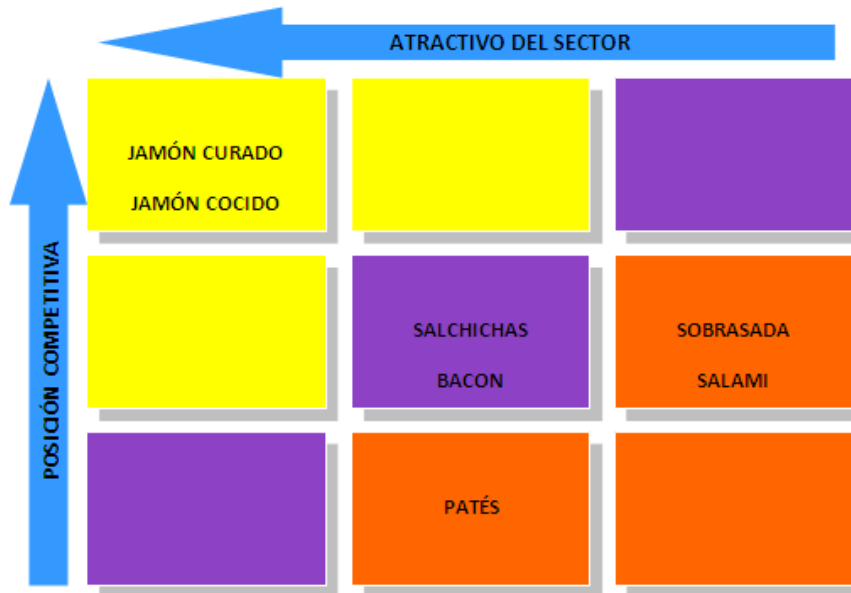 ATRACTIVO DEL SECTOR
POSICIÓN COMPETITIVA
JAMÓN CURADO
JAMÓN COCIDO
SALCHICHAS
BACON
SOBRASADA
SALAMI
PATÉS